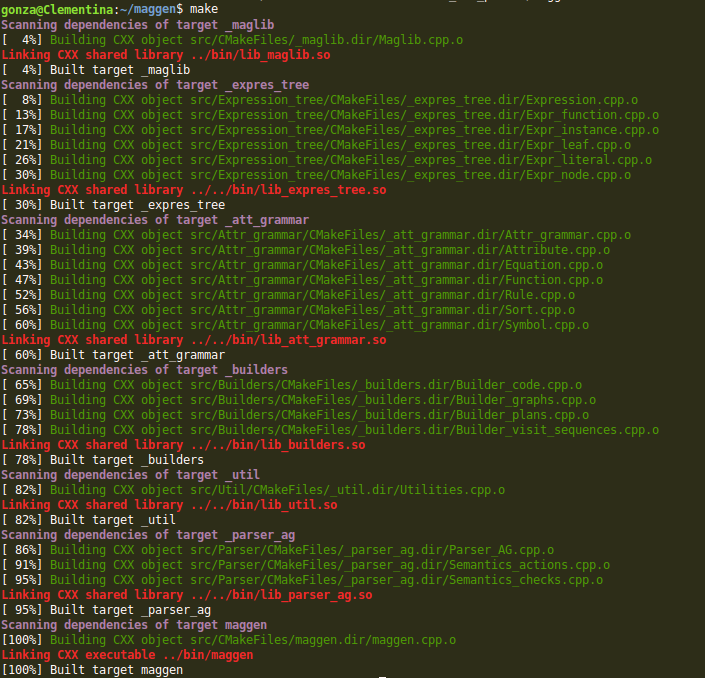 gonza@Clementina:~/maggen$ make
Scanning dependencies of target _maglib
[  4%] Building CXX object src/CMakeFiles/_maglib.dir/Maglib.cpp.o
Linking CXX shared library ../bin/lib_maglib.so
[  4%] Built target _maglib
Scanning dependencies of target _expres_tree
[  8%] Building CXX object src/Expression_tree/CMakeFiles/_expres_tree.dir/Expression.cpp.o
[ 13%] Building CXX object src/Expression_tree/CMakeFiles/_expres_tree.dir/Expr_function.cpp.o
[ 17%] Building CXX object src/Expression_tree/CMakeFiles/_expres_tree.dir/Expr_instance.cpp.o
[ 21%] Building CXX object src/Expression_tree/CMakeFiles/_expres_tree.dir/Expr_leaf.cpp.o
[ 26%] Building CXX object src/Expression_tree/CMakeFiles/_expres_tree.dir/Expr_literal.cpp.o
[ 30%] Building CXX object src/Expression_tree/CMakeFiles/_expres_tree.dir/Expr_node.cpp.o
Linking CXX shared library ../../bin/lib_expres_tree.so
[ 30%] Built target _expres_tree
Scanning dependencies of target _att_grammar
[ 34%] Building CXX object src/Attr_grammar/CMakeFiles/_att_grammar.dir/Attr_grammar.cpp.o
[ 39%] Building CXX object src/Attr_grammar/CMakeFiles/_att_grammar.dir/Attribute.cpp.o
[ 43%] Building CXX object src/Attr_grammar/CMakeFiles/_att_grammar.dir/Equation.cpp.o
[ 47%] Building CXX object src/Attr_grammar/CMakeFiles/_att_grammar.dir/Function.cpp.o
[ 52%] Building CXX object src/Attr_grammar/CMakeFiles/_att_grammar.dir/Rule.cpp.o
[ 56%] Building CXX object src/Attr_grammar/CMakeFiles/_att_grammar.dir/Sort.cpp.o
[ 60%] Building CXX object src/Attr_grammar/CMakeFiles/_att_grammar.dir/Symbol.cpp.o
Linking CXX shared library ../../bin/lib_att_grammar.so
[ 60%] Built target _att_grammar
Scanning dependencies of target _builders
[ 65%] Building CXX object src/Builders/CMakeFiles/_builders.dir/Builder_code.cpp.o
[ 69%] Building CXX object src/Builders/CMakeFiles/_builders.dir/Builder_graphs.cpp.o
[ 73%] Building CXX object src/Builders/CMakeFiles/_builders.dir/Builder_plans.cpp.o
[ 78%] Building CXX object src/Builders/CMakeFiles/_builders.dir/Builder_visit_sequences.cpp.o
Linking CXX shared library ../../bin/lib_builders.so
[ 78%] Built target _builders
Scanning dependencies of target _util
[ 82%] Building CXX object src/Util/CMakeFiles/_util.dir/Utilities.cpp.o
Linking CXX shared library ../../bin/lib_util.so
[ 82%] Built target _util
Scanning dependencies of target _parser_ag
[ 86%] Building CXX object src/Parser/CMakeFiles/_parser_ag.dir/Parser_AG.cpp.o
[ 91%] Building CXX object src/Parser/CMakeFiles/_parser_ag.dir/Semantics_actions.cpp.o
[ 95%] Building CXX object src/Parser/CMakeFiles/_parser_ag.dir/Semantics_checks.cpp.o
Linking CXX shared library ../../bin/lib_parser_ag.so
[ 95%] Built target _parser_ag
Scanning dependencies of target maggen
[100%] Building CXX object src/CMakeFiles/maggen.dir/maggen.cpp.o
Linking CXX executable ../bin/maggen
[100%] Built target maggen